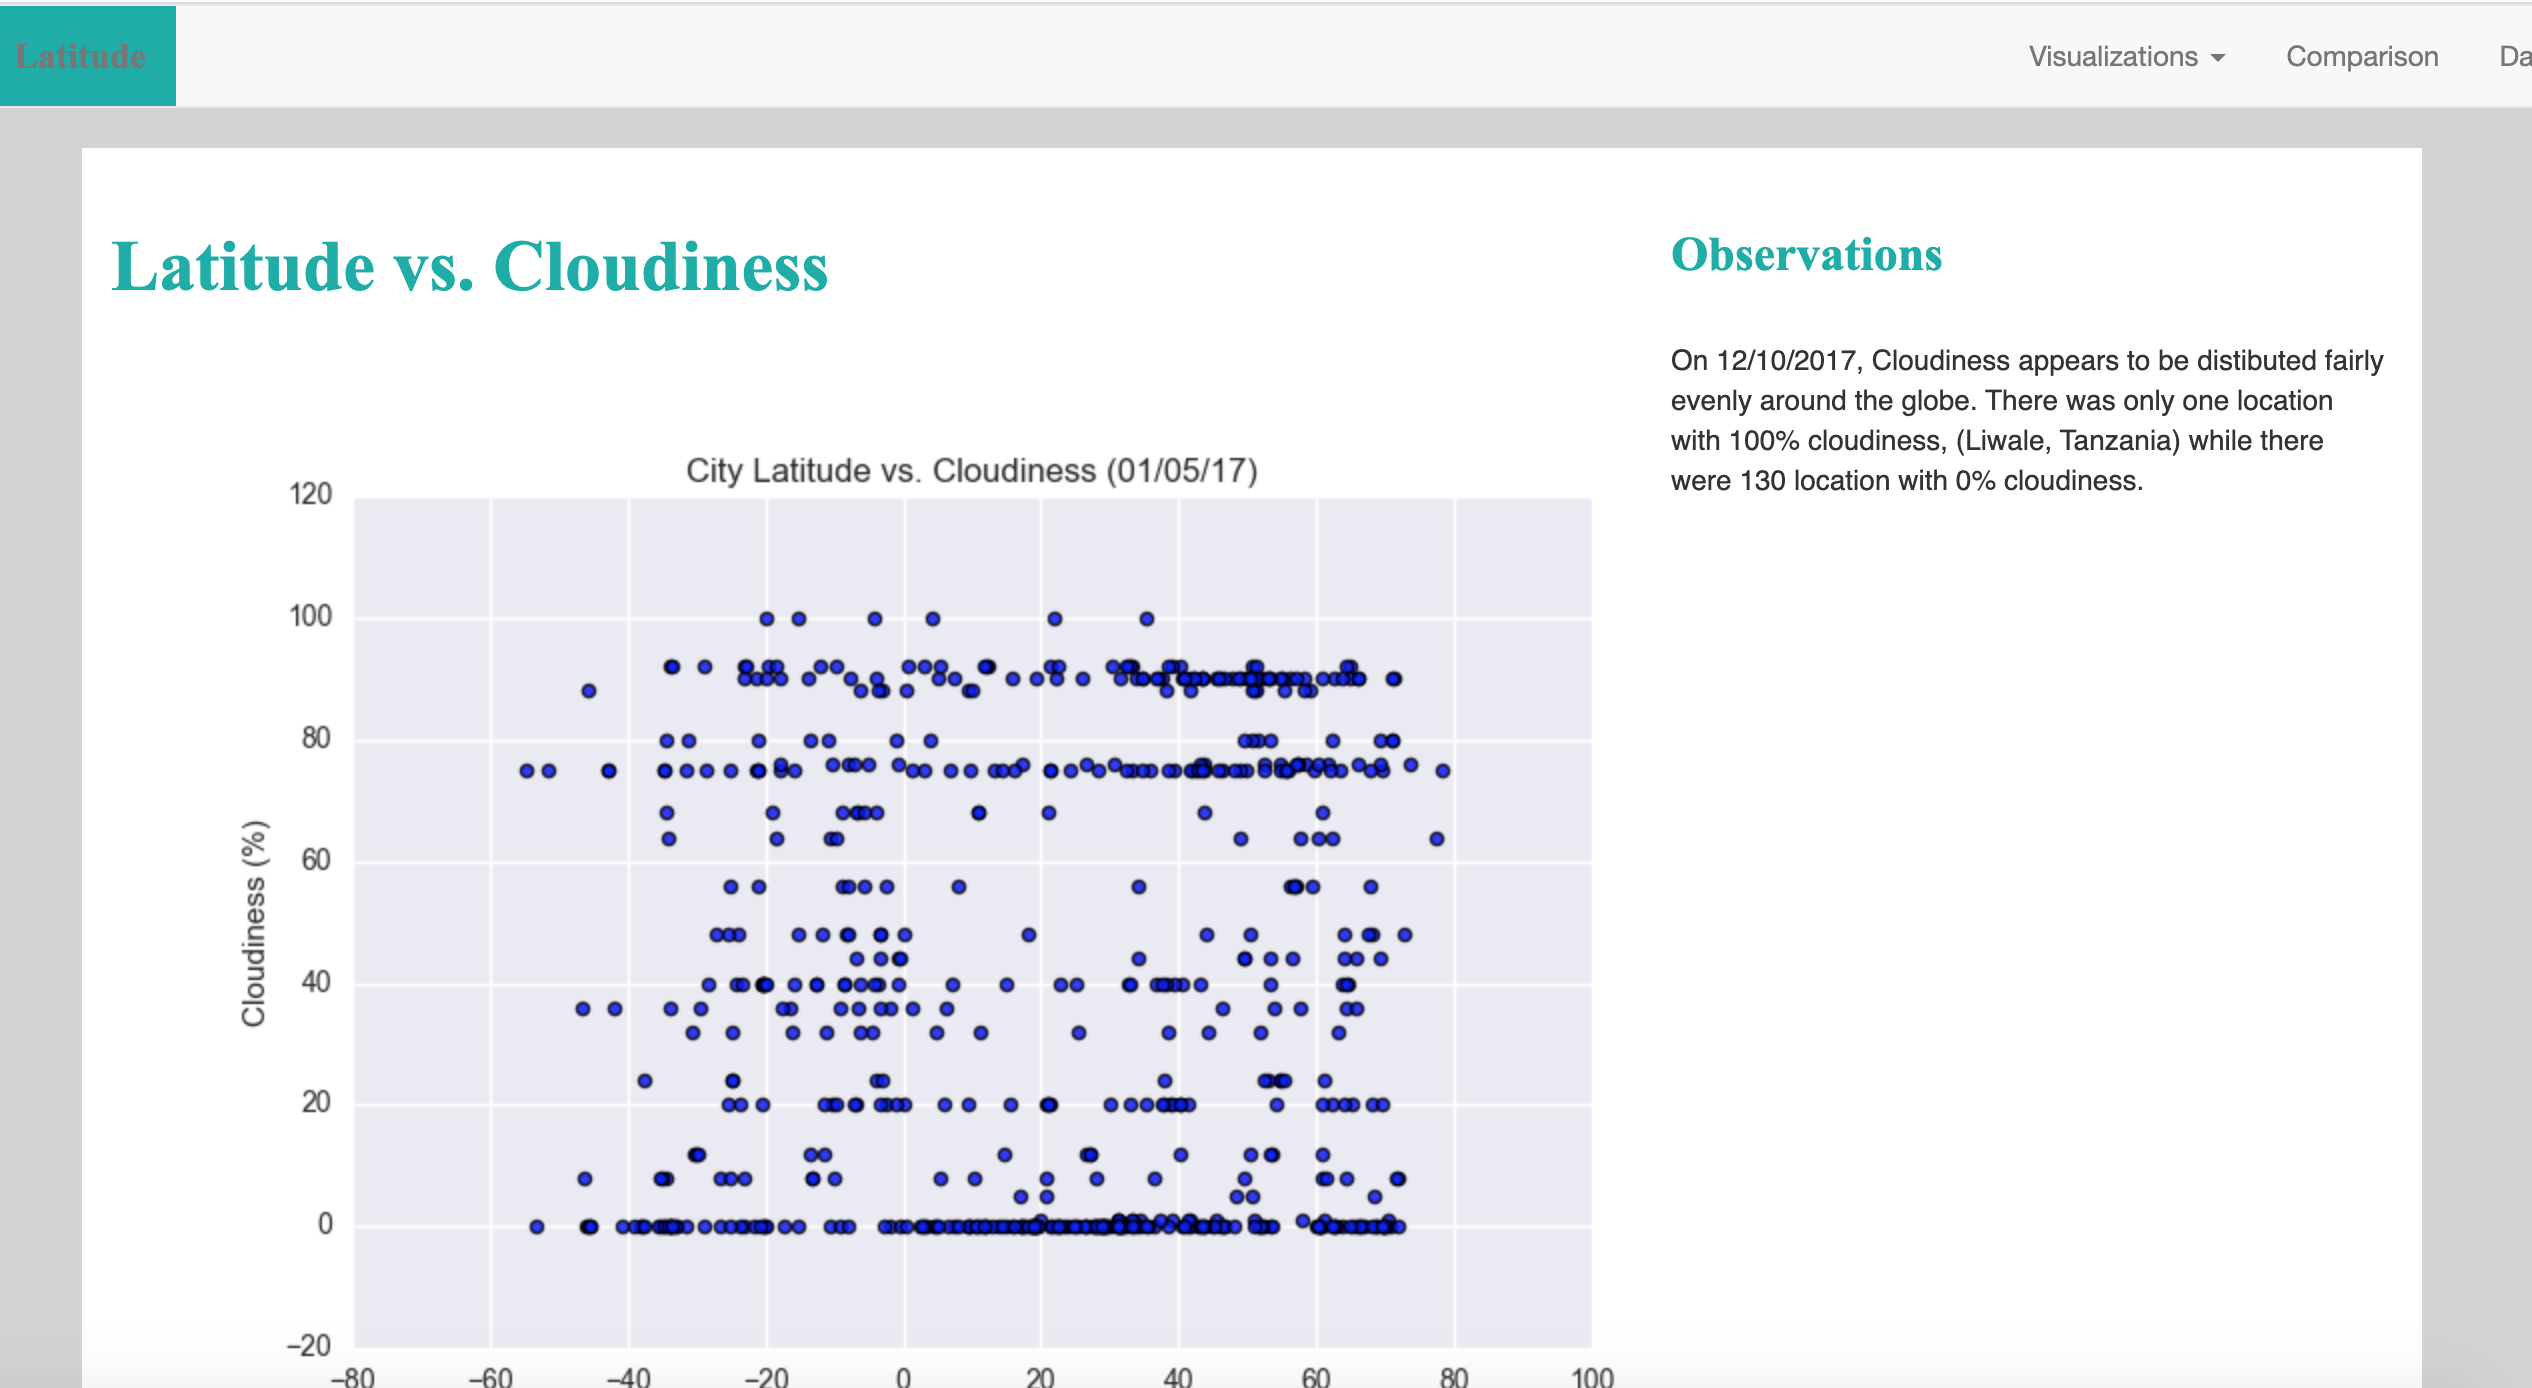 Latitude
Visualizations
Comparison
Da
Latitude vs. Cloudiness
Observations
On 12/10/2017, Cloudiness appears to be distibuted fairly
evenly around the globe. There was only one location
with 100% cloudiness, (Liwale, Tanzania) while there
were 130 location with 0% cloudiness.
City Latitude vs. Cloudiness (01/05/17)
120
100
80
60
40
20
0
−20
Cloudiness (%)
−80 −60 −40 −20 0 20 40 60 80 100